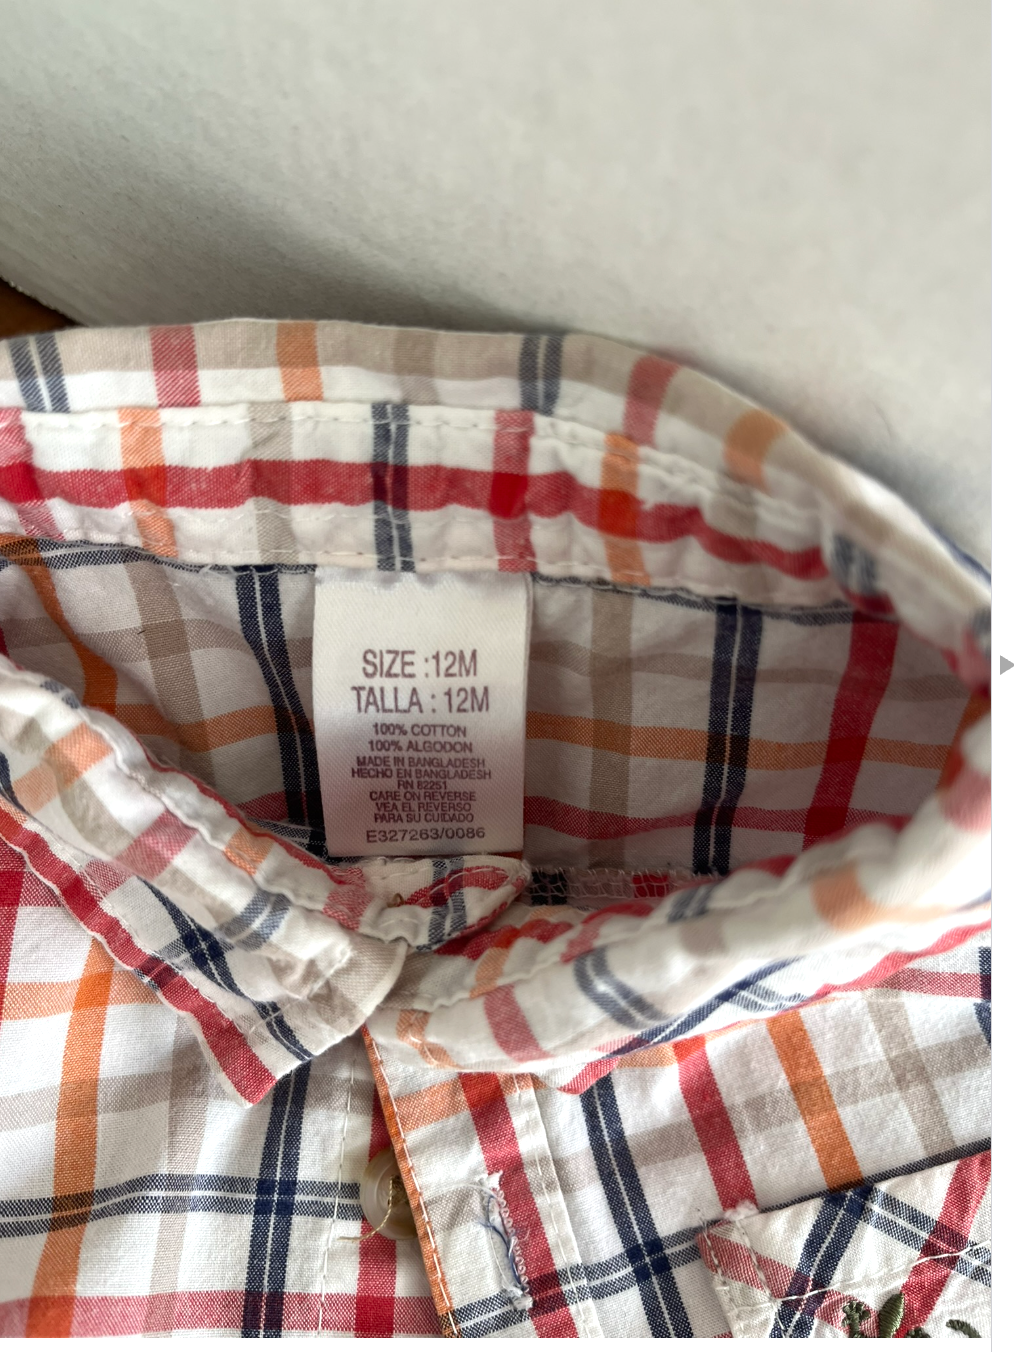 SIZE :12M
TALLA : 12M
100% COTTON
100% ALGODON
MADE IN BANGLADESH
HECHO EN BANGLADESH
RN 82251
CARE ON REVERSE
VEA EL REVERSO
PARA SU CUIDADO
E327263/0086